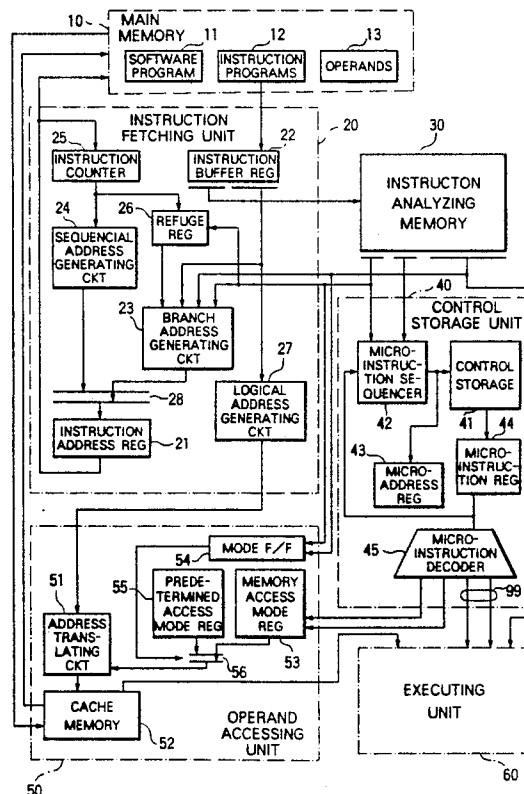 10
MAIN
MEMORY
11
12
13
SOFTWARE
PROGRAM
INSTRUCTION
PROGRAMS
OPERANDS
INSTRUCTION
FETCHING UNIT
20
25
INSTRUCTION
COUNTER
22
INSTRUCTION
BUFFER REG
30
INSTRUCTON
ANALYZING
MEMORY
24
SEQUENCIAL
ADDRESS
GENERATING
CKT
26
REFUGE
REG
23
BRANCH
ADDRESS
GENERATING
CKT
27
LOGICAL
ADDRESS
GENERATING
CKT
28
INSTRUCTION
ADDRESS REG
21
40
CONTROL
STORAGE UNIT
MICRO-
INSTRUCTION SE-
QUENCER
42
CONTROL
STORAGE
41
44
43
MICRO-
ADDRESS
REG
MICRO-
INSTRUC-
TION REG
45
MICRO-
INSTRUCTION
DECODER
99
MODE F/F
54
55
PREDE-
TERMINED
ACCESS
MODE REG
MEMORY
ACCESS
MODE
REG
53
51
ADDRESS
TRANS-
LATING
CKT
56
CACHE
MEMORY
52
OPERAND
ACCESSING
UNIT
50
EXECUTING
UNIT
60